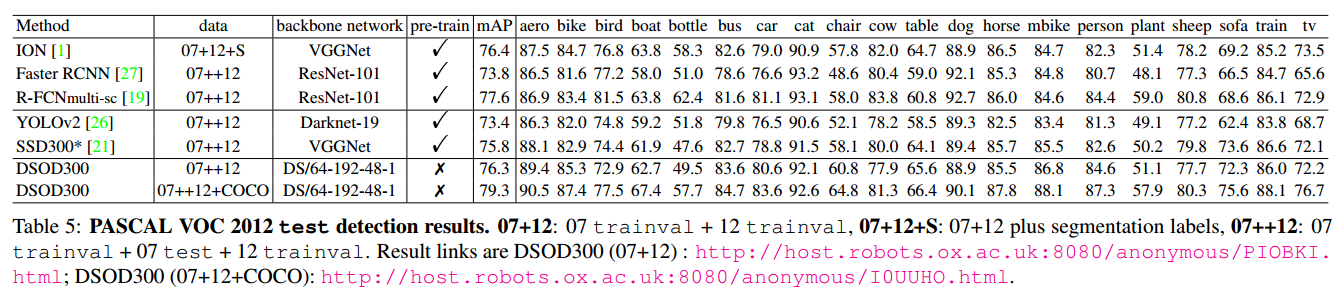 Method data backbone network pre-train mAP aero bike bird boat bottle bus car cat chair cow table dog horse mbike person plant sheep sofa train tv
ION [1] 07+12+S VGGNet ✓ 76.4 87.5 84.7 76.8 63.8 58.3 82.6 79.0 90.9 57.8 82.0 64.7 88.9 86.5 84.7 82.3 51.4 78.2 69.2 85.2 73.5
Faster RCNN [27] 07++12 ResNet-101 ✓ 73.8 86.5 81.6 77.2 58.0 51.0 78.6 76.6 93.2 48.6 80.4 59.0 92.1 85.3 84.8 80.7 48.1 77.3 66.5 84.7 65.6
R-FCNmulti-sc [19] 07++12 ResNet-101 ✓ 77.6 86.9 83.4 81.5 63.8 62.4 81.6 81.1 93.1 58.0 83.8 60.8 92.7 86.0 84.6 84.4 59.0 80.8 68.6 86.1 72.9
YOLOv2 [26] 07++12 Darknet-19 ✓ 73.4 86.3 82.0 74.8 59.2 51.8 79.8 76.5 90.6 52.1 78.2 58.5 89.3 82.5 83.4 81.3 49.1 77.2 62.4 83.8 68.7
SSD300* [21] 07++12 VGGNet ✓ 75.8 88.1 82.9 74.4 61.9 47.6 82.7 78.8 91.5 58.1 80.0 64.1 89.4 85.7 85.5 82.6 50.2 79.8 73.6 86.6 72.1
DSOD300 07++12 DS/64-192-48-1 ✗ 76.3 89.4 85.3 72.9 62.7 49.5 83.6 80.6 92.1 60.8 77.9 65.6 88.9 85.5 86.8 84.6 51.1 77.7 72.3 86.0 72.2
DSOD300 07++12+COCO DS/64-192-48-1 ✗ 79.3 90.5 87.4 77.5 67.4 57.7 84.7 83.6 92.6 64.8 81.3 66.4 90.1 87.8 88.1 87.3 57.9 80.3 75.6 88.1 76.7
Table 5: PASCAL VOC 2012 test detection results. 07+12: 07 trainval + 12 trainval, 07+12+S: 07+12 plus segmentation labels, 07++12: 07
trainval + 07 test + 12 trainval. Result links are DSOD300 (07+12) : http://host.robots.ox.ac.uk:8080/anonymous/PIOBKI.
html; DSOD300 (07+12+COCO): http://host.robots.ox.ac.uk:8080/anonymous/I0UUHO.html.